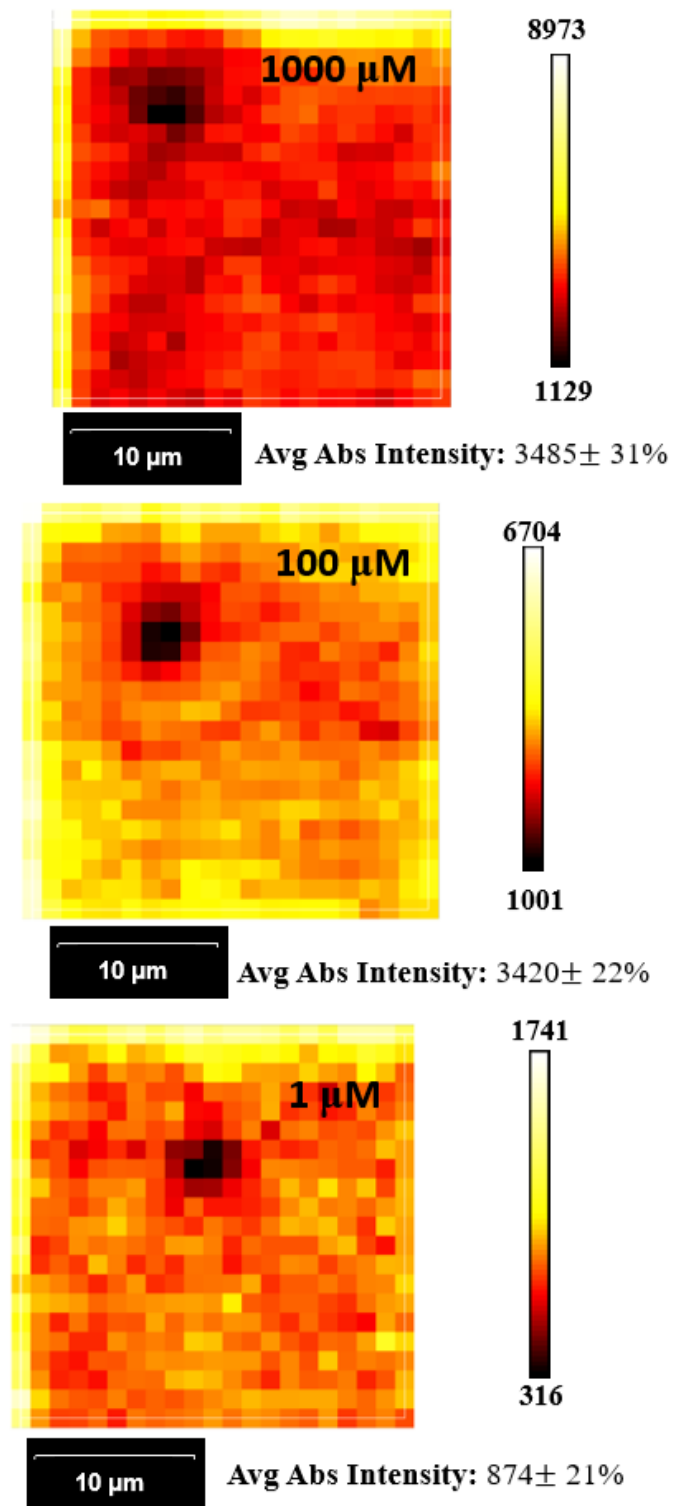 8973
1000 μM
1129
10 μm
Avg Abs Intensity: 3485± 31%
6704
100 μM
1001
10 μm
Avg Abs Intensity: 3420± 22%
1741
1 μM
316
10 μm
Avg Abs Intensity: 874± 21%